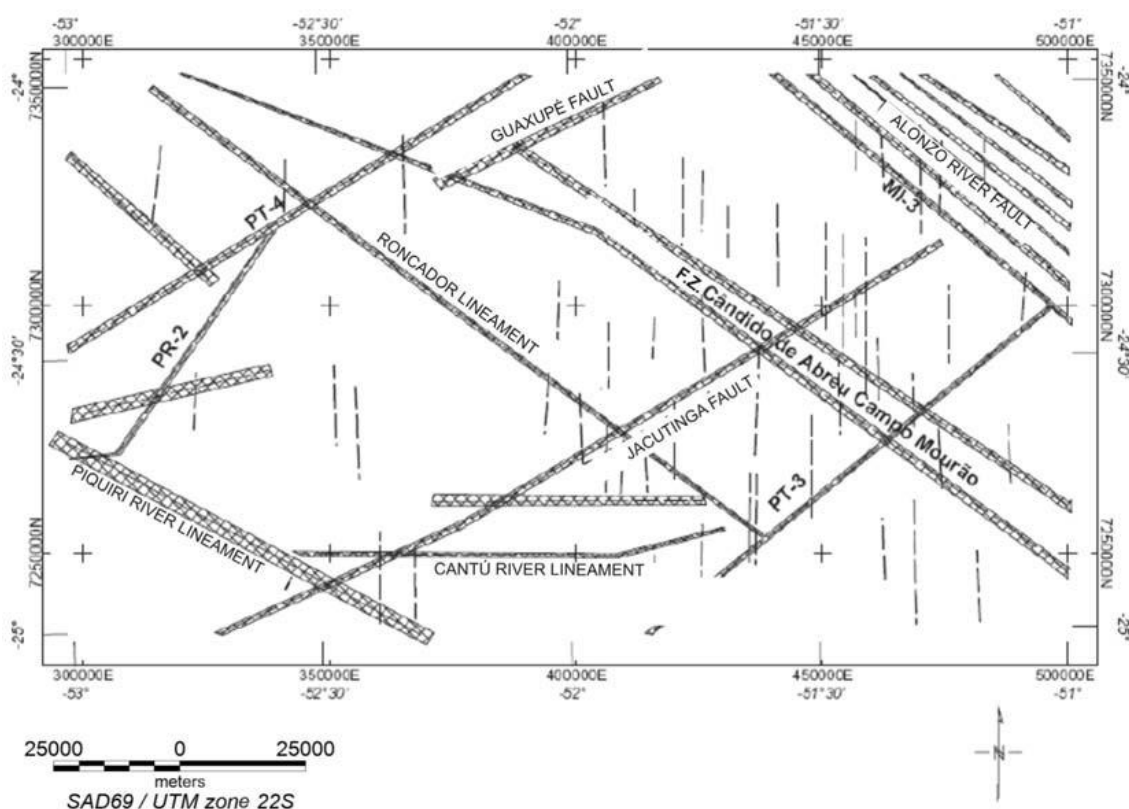 -53° -52°30' -52° -51°30' -51°
300000E 350000E 400000E 450000E 500000E
-24° -24°
7350000N 7350000N
GUAXUPÉ FAULT
ALONZO RIVER FAULT
MI-3
PT-4
RONCADOR LINEAMENT
F.Z. Cândido de Abreu Campo Mourão
7300000N 7300000N
PR-2
-24°30' -24°30'
JACUTINGA FAULT
PT-3
PIQUIRI RIVER LINEAMENT
7250000N 7250000N
CANTÚ RIVER LINEAMENT
-25° -25°
300000E 350000E 400000E 450000E 500000E
-53° -52°30' -52° -51°30' -51°
25000 0 25000
meters
SAD69 / UTM zone 22S
N